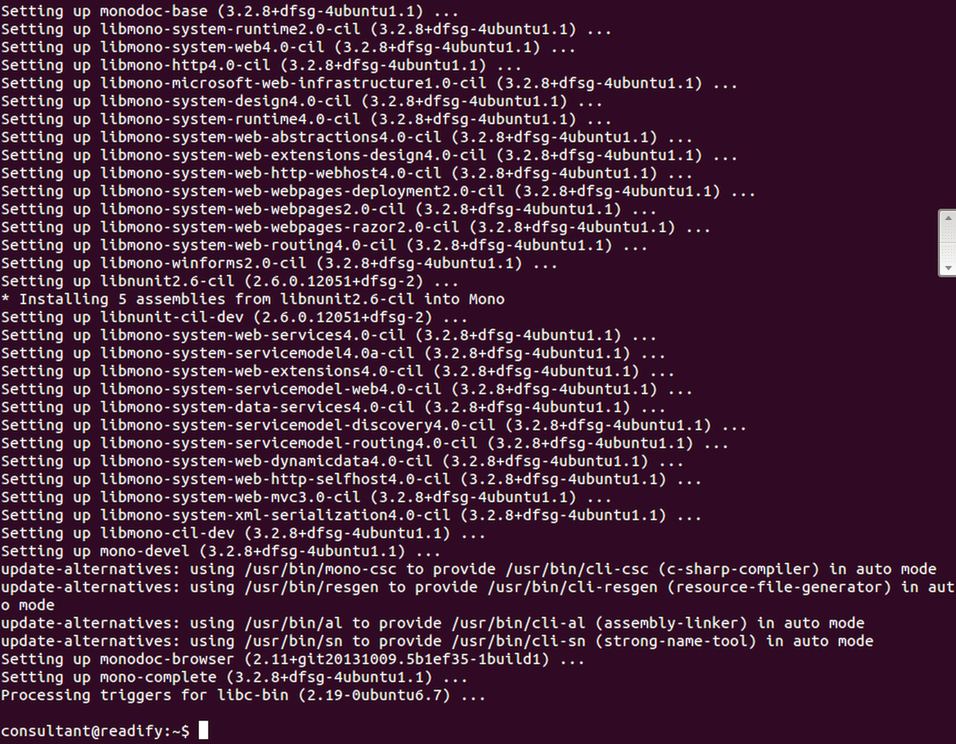 Setting up monodoc-base (3.2.8+dfsg-4ubuntu1.1) ...
Setting up libmono-system-runtime2.0-cil (3.2.8+dfsg-4ubuntu1.1) ...
Setting up libmono-system-web4.0-cil (3.2.8+dfsg-4ubuntu1.1) ...
Setting up libmono-http4.0-cil (3.2.8+dfsg-4ubuntu1.1) ...
Setting up libmono-microsoft-web-infrastructure1.0-cil (3.2.8+dfsg-4ubuntu1.1) ...
Setting up libmono-system-design4.0-cil (3.2.8+dfsg-4ubuntu1.1) ...
Setting up libmono-system-runtime4.0-cil (3.2.8+dfsg-4ubuntu1.1) ...
Setting up libmono-system-web-abstractions4.0-cil (3.2.8+dfsg-4ubuntu1.1) ...
Setting up libmono-system-web-extensions-design4.0-cil (3.2.8+dfsg-4ubuntu1.1) ...
Setting up libmono-system-web-http-webhost4.0-cil (3.2.8+dfsg-4ubuntu1.1) ...
Setting up libmono-system-web-webpages-deployment2.0-cil (3.2.8+dfsg-4ubuntu1.1) ...
Setting up libmono-system-web-webpages2.0-cil (3.2.8+dfsg-4ubuntu1.1) ...
Setting up libmono-system-web-webpages-razor2.0-cil (3.2.8+dfsg-4ubuntu1.1) ...
Setting up libmono-system-web-routing4.0-cil (3.2.8+dfsg-4ubuntu1.1) ...
Setting up libmono-winforms2.0-cil (3.2.8+dfsg-4ubuntu1.1) ...
Setting up libnunit2.6-cil (2.6.0.12051+dfsg-2) ...
* Installing 5 assemblies from libnunit2.6-cil into Mono
Setting up libnunit-cil-dev (2.6.0.12051+dfsg-2) ...
Setting up libmono-system-web-services4.0-cil (3.2.8+dfsg-4ubuntu1.1) ...
Setting up libmono-system-servicemodel4.0a-cil (3.2.8+dfsg-4ubuntu1.1) ...
Setting up libmono-system-web-extensions4.0-cil (3.2.8+dfsg-4ubuntu1.1) ...
Setting up libmono-system-servicemodel-web4.0-cil (3.2.8+dfsg-4ubuntu1.1) ...
Setting up libmono-system-data-services4.0-cil (3.2.8+dfsg-4ubuntu1.1) ...
Setting up libmono-system-servicemodel-discovery4.0-cil (3.2.8+dfsg-4ubuntu1.1) ...
Setting up libmono-system-servicemodel-routing4.0-cil (3.2.8+dfsg-4ubuntu1.1) ...
Setting up libmono-system-web-dynamicdata4.0-cil (3.2.8+dfsg-4ubuntu1.1) ...
Setting up libmono-system-web-http-selfhost4.0-cil (3.2.8+dfsg-4ubuntu1.1) ...
Setting up libmono-system-web-mvc3.0-cil (3.2.8+dfsg-4ubuntu1.1) ...
Setting up libmono-system-xml-serialization4.0-cil (3.2.8+dfsg-4ubuntu1.1) ...
Setting up libmono-cil-dev (3.2.8+dfsg-4ubuntu1.1) ...
Setting up mono-devel (3.2.8+dfsg-4ubuntu1.1) ...
update-alternatives: using /usr/bin/mono-csc to provide /usr/bin/cli-csc (c-sharp-compiler) in auto mode
update-alternatives: using /usr/bin/resgen to provide /usr/bin/cli-resgen (resource-file-generator) in aut
o mode
update-alternatives: using /usr/bin/al to provide /usr/bin/cli-al (assembly-linker) in auto mode
update-alternatives: using /usr/bin/sn to provide /usr/bin/cli-sn (strong-name-tool) in auto mode
Setting up monodoc-browser (2.11+git20131009.5b1ef35-1build1) ...
Setting up mono-complete (3.2.8+dfsg-4ubuntu1.1) ...
Processing triggers for libc-bin (2.19-0ubuntu6.7) ...
consultant@readify:~$